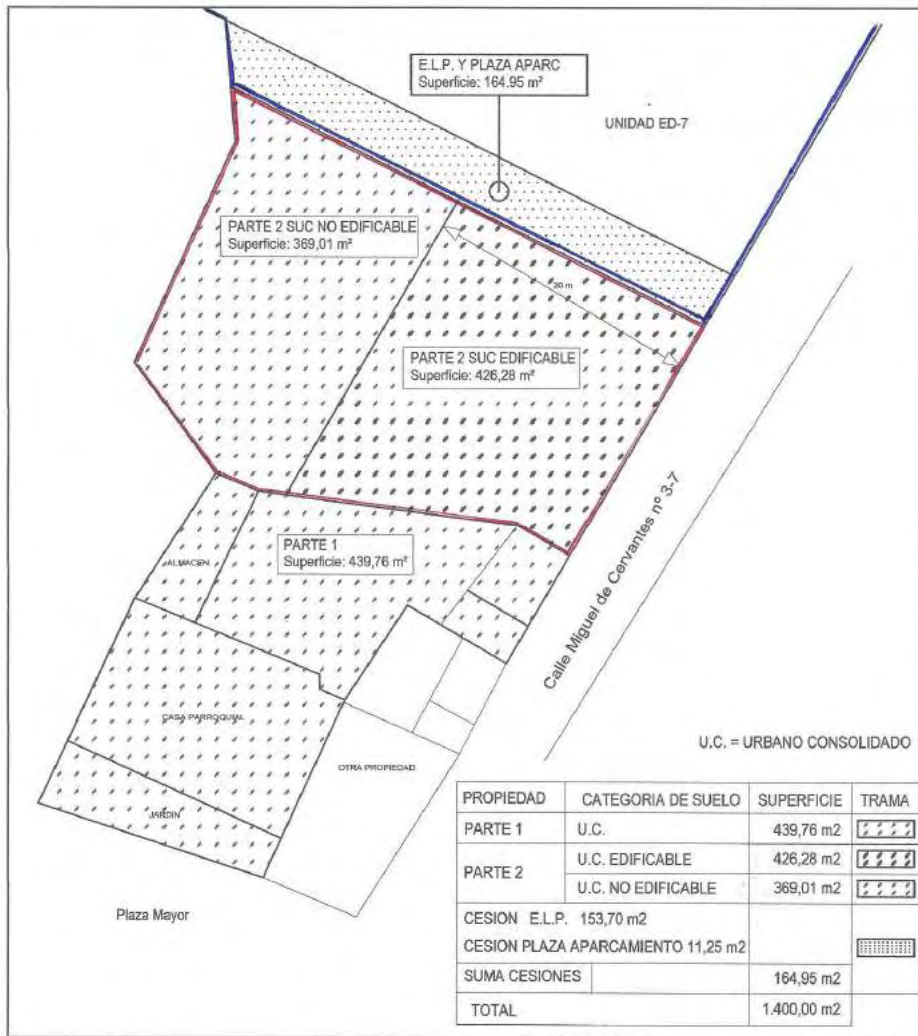 E.L.P. Y PLAZA APARC
Superficie: 164.95 m²
UNIDAD ED-7
PARTE 2 SUC NO EDIFICABLE
Superficie: 369,01 m²
20 m
PARTE 2 SUC EDIFICABLE
Superficie: 426,28 m²
PARTE 1
Superficie: 439,76 m²
ALMACEN
Calle Miguel de Cervantes nº 3-7
CASA PARROQUIAL
OTRA PROPIEDAD
JARDIN
Plaza Mayor
U.C. = URBANO CONSOLIDADO
PROPIEDAD CATEGORIA DE SUELO SUPERFICIE TRAMA
PARTE 1 U.C. 439,76 m2
PARTE 2 U.C. EDIFICABLE 426,28 m2
U.C. NO EDIFICABLE 369,01 m2
CESION E.L.P. 153,70 m2
CESION PLAZA APARCAMIENTO 11,25 m2
SUMA CESIONES 164,95 m2
TOTAL 1.400,00 m2